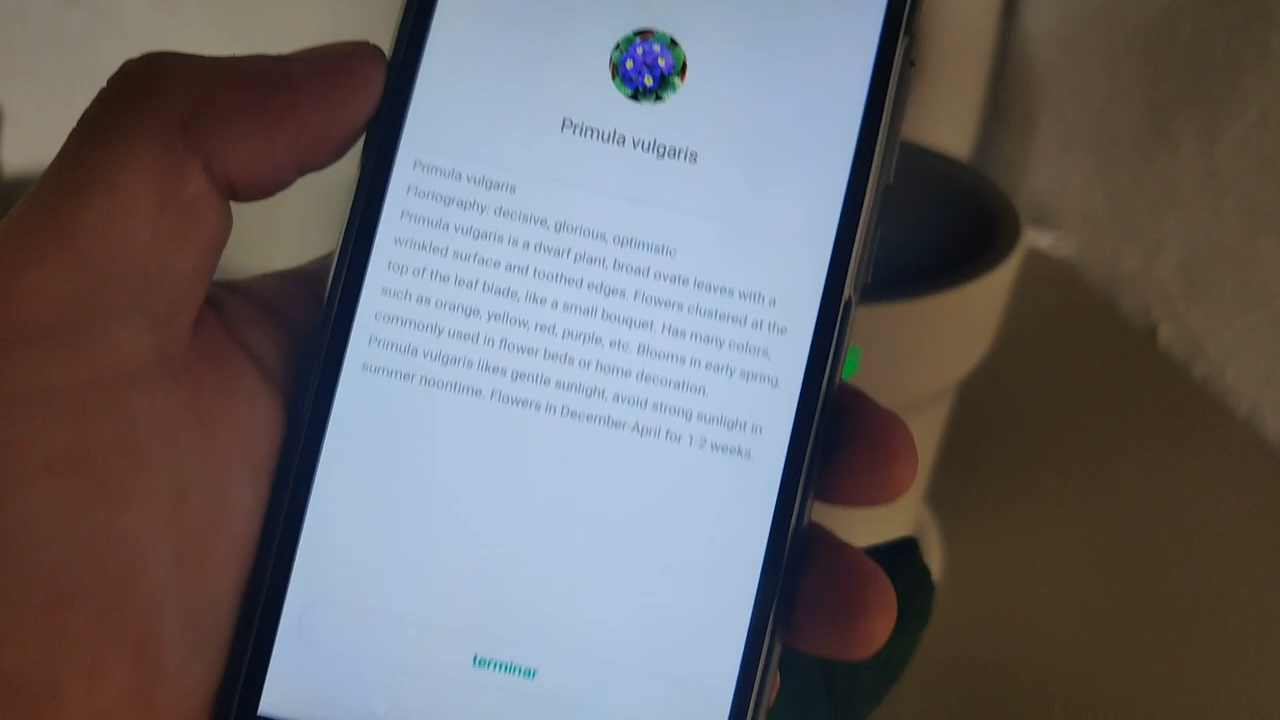 Primula vulgaris
Primula vulgaris
Floriography: decisive, glorious, optimistic
Primula vulgaris is a dwarf plant, broad ovate leaves with a
wrinkled surface and toothed edges. Flowers clustered at the
top of the leaf blade, like a small bouquet. Has many colors,
such as orange, yellow, red, purple, etc. Blooms in early spring,
commonly used in flower beds or home decoration.
Primula vulgaris likes gentle sunlight, avoid strong sunlight in
summer noontime. Flowers in December-April for 1-2 weeks.
terminar